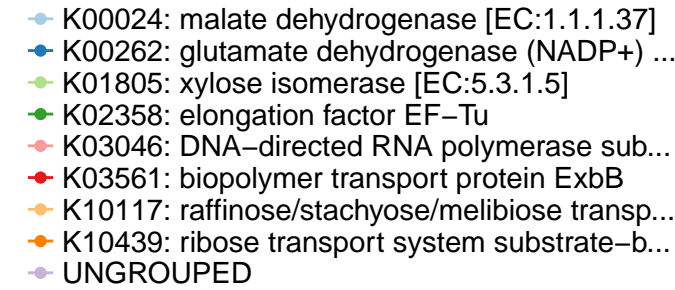 K00024: malate dehydrogenase [EC:1.1.1.37]
K00262: glutamate dehydrogenase (NADP+) ...
K01805: xylose isomerase [EC:5.3.1.5]
K02358: elongation factor EF−Tu
K03046: DNA−directed RNA polymerase sub...
K03561: biopolymer transport protein ExbB
K10117: raffinose/stachyose/melibiose transp...
K10439: ribose transport system substrate−b...
UNGROUPED